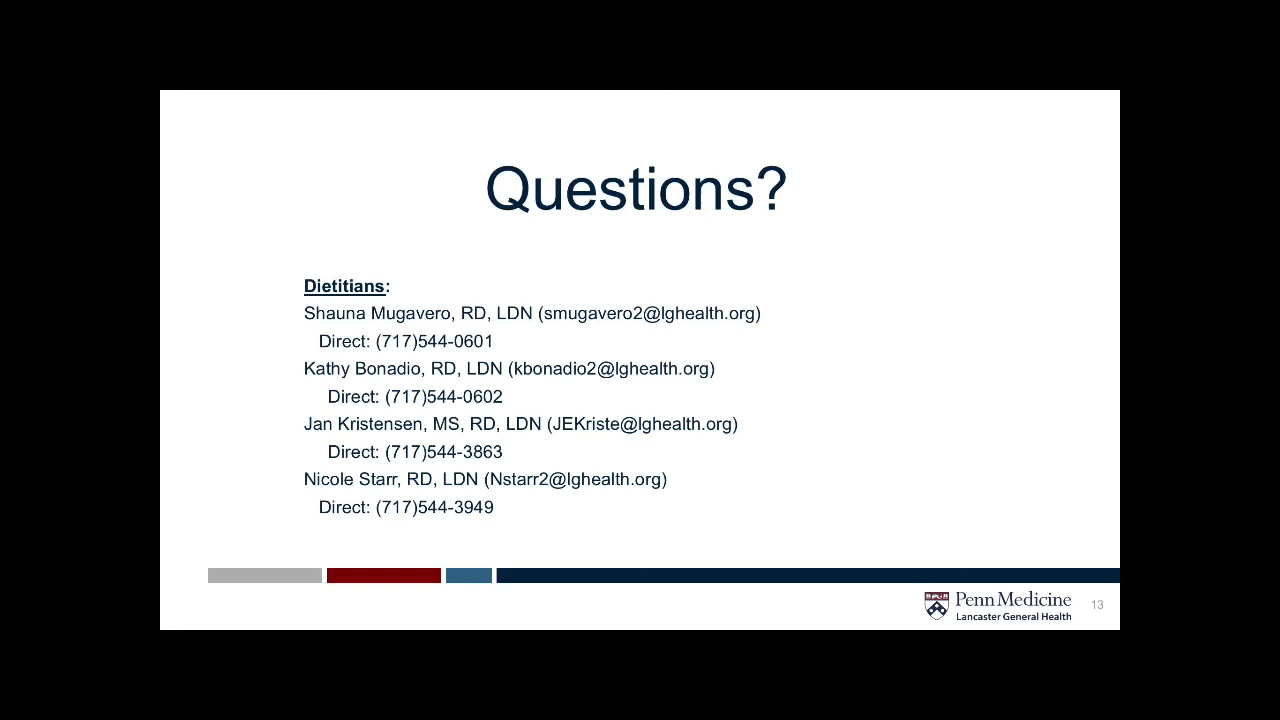 Questions?
Dietitians:
Shauna Mugavero, RD, LDN (smugavero2@lghealth.org)
Direct: (717)544-0601
Kathy Bonadio, RD, LDN (kbonadio2@lghealth.org)
Direct: (717)544-0602
Jan Kristensen, MS, RD, LDN (JEKriste@lghealth.org)
Direct: (717)544-3863
Nicole Starr, RD, LDN (Nstarr2@lghealth.org)
Direct: (717)544-3949
Penn Medicine
Lancaster General Health
13